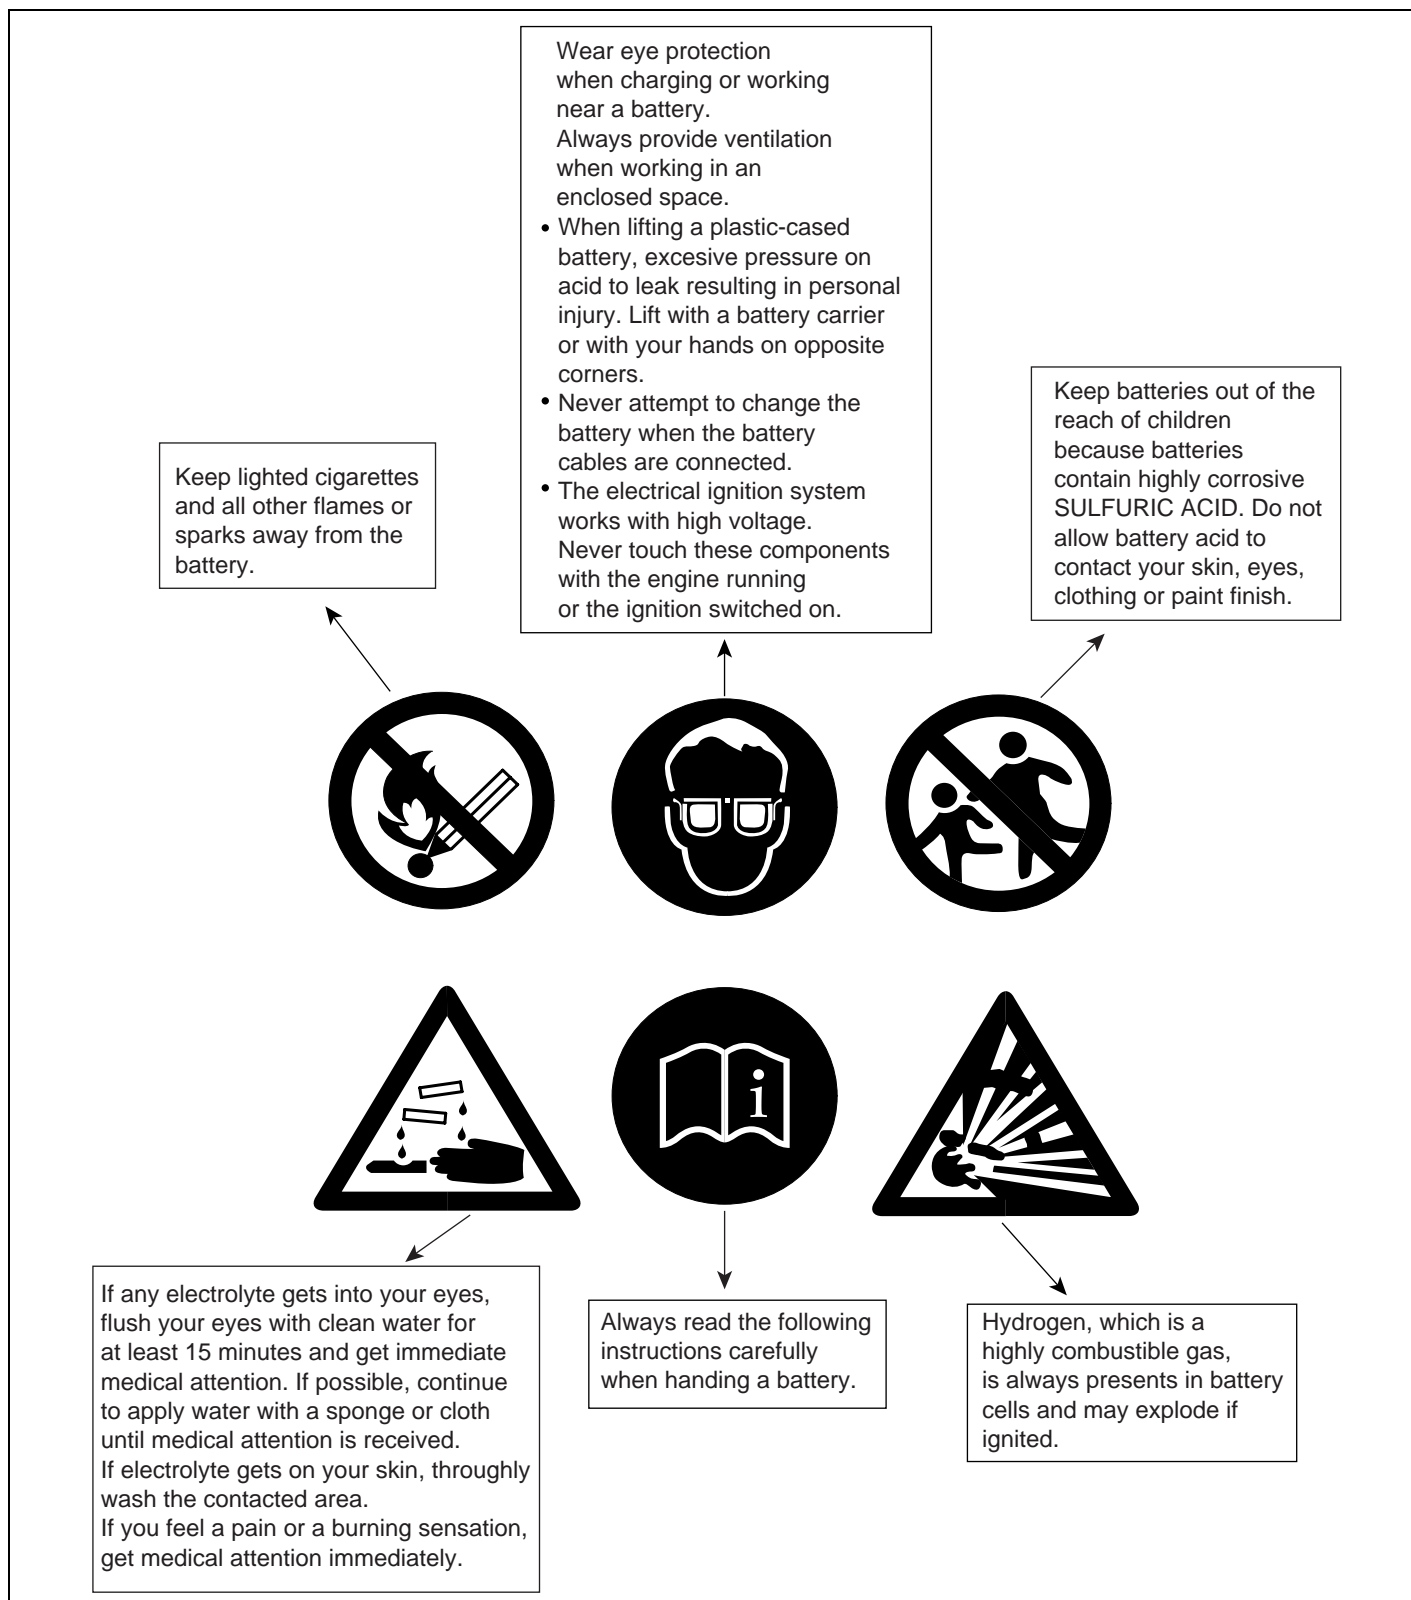 Wear eye protection
when charging or working
near a battery.
Always provide ventilation
when working in an
enclosed space.
• When lifting a plastic-cased
battery, excesive pressure on
acid to leak resulting in personal
injury. Lift with a battery carrier
or with your hands on opposite
corners.
• Never attempt to change the
battery when the battery
cables are connected.
• The electrical ignition system
works with high voltage.
Never touch these components
with the engine running
or the ignition switched on.
Keep lighted cigarettes
and all other flames or
sparks away from the
battery.
Keep batteries out of the
reach of children
because batteries
contain highly corrosive
SULFURIC ACID. Do not
allow battery acid to
contact your skin, eyes,
clothing or paint finish.
i
If any electrolyte gets into your eyes,
flush your eyes with clean water for
at least 15 minutes and get immediate
medical attention. If possible, continue
to apply water with a sponge or cloth
until medical attention is received.
If electrolyte gets on your skin, throughly
wash the contacted area.
If you feel a pain or a burning sensation,
get medical attention immediately.
Always read the following
instructions carefully
when handing a battery.
Hydrogen, which is a
highly combustible gas,
is always presents in battery
cells and may explode if
ignited.